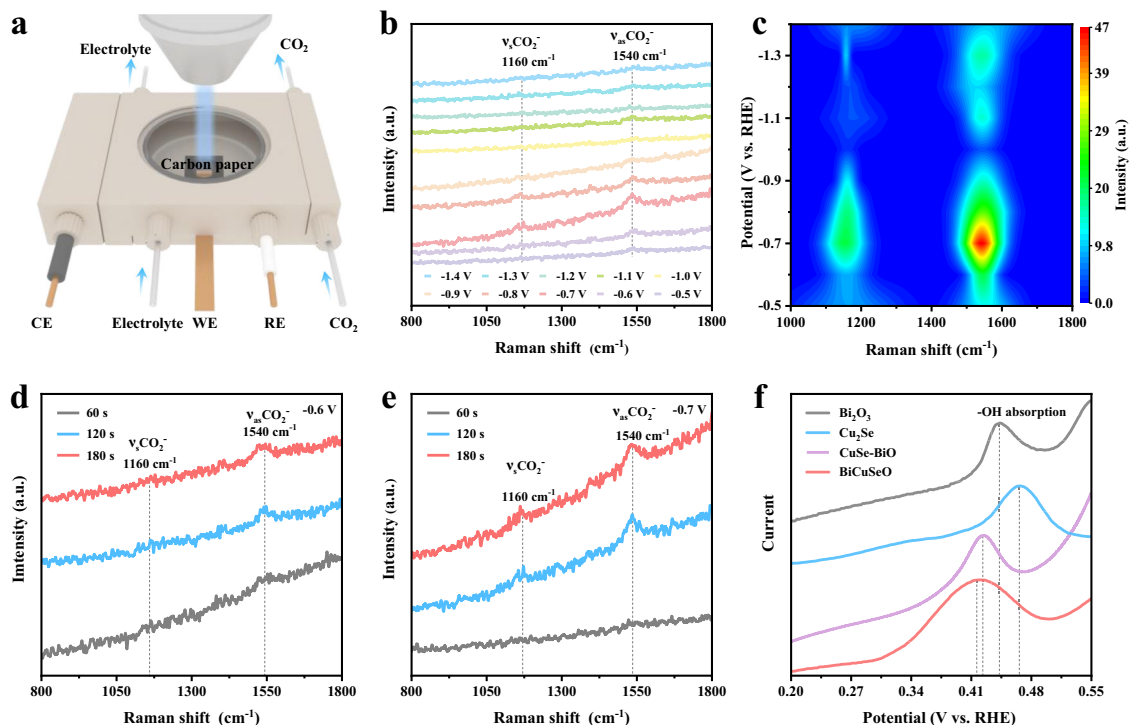 a
Electrolyte
CO₂
Carbon paper
CE
Electrolyte
WE
RE
CO₂
b
νₛCO₂⁻
1160 cm⁻¹
νₐₛCO₂⁻
1540 cm⁻¹
Imtensity (a.u.)
-1.4 V -1.3 V -1.2 V -1.1 V -1.0 V
-0.9 V -0.8 V -0.7 V -0.6 V -0.5 V
800 1050 1300 1550 1800
Raman shift (cm⁻¹)
c
Potential (V vs. RHE)
-1.3
-1.1
-0.9
-0.7
-0.5
1000 1200 1400 1600 1800
Raman shift (cm⁻¹)
47
39
29
20
9.8
0.0
Intensity (a.u.)
d
60 s
120 s
180 s
-0.6 V
νₐₛCO₂⁻
1540 cm⁻¹
νₛCO₂⁻
1160 cm⁻¹
Imtensity (a.u.)
800 1050 1300 1550 1800
Raman shift (cm⁻¹)
e
60 s
120 s
180 s
-0.7 V
νₐₛCO₂⁻
1540 cm⁻¹
νₛCO₂⁻
1160 cm⁻¹
Imtensity (a.u.)
800 1050 1300 1550 1800
Raman shift (cm⁻¹)
f
Bi₂O₃
Cu₂Se
CuSe-BiO
BiCuSeO
-OH absorption
Current
0.20 0.27 0.34 0.41 0.48 0.55
Potential (V vs. RHE)